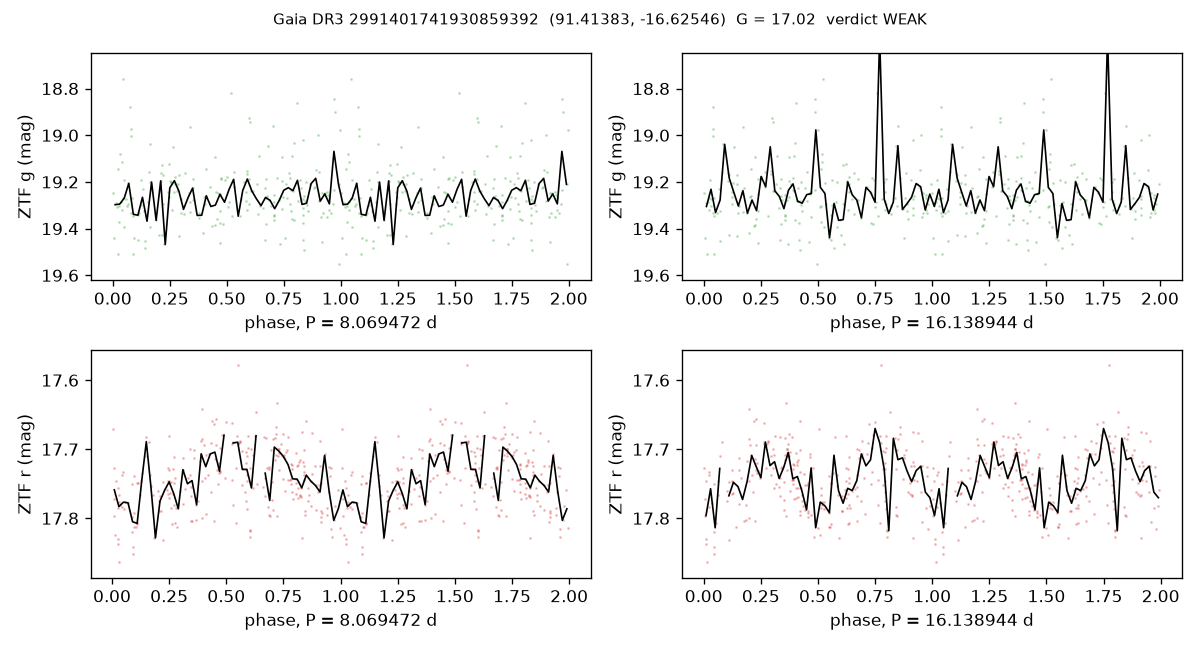 Gaia DR3 2991401741930859392 (91.41383, -16.62546) G = 17.02 verdict WEAK
ZTF g (mag)
18.8
19.0
19.2
19.4
19.6
0.00 0.25 0.50 0.75 1.00 1.25 1.50 1.75 2.00
phase, P = 8.069472 d
ZTF g (mag)
18.8
19.0
19.2
19.4
19.6
0.00 0.25 0.50 0.75 1.00 1.25 1.50 1.75 2.00
phase, P = 16.138944 d
ZTF r (mag)
17.6
17.7
17.8
0.00 0.25 0.50 0.75 1.00 1.25 1.50 1.75 2.00
phase, P = 8.069472 d
ZTF r (mag)
17.6
17.7
17.8
0.00 0.25 0.50 0.75 1.00 1.25 1.50 1.75 2.00
phase, P = 16.138944 d